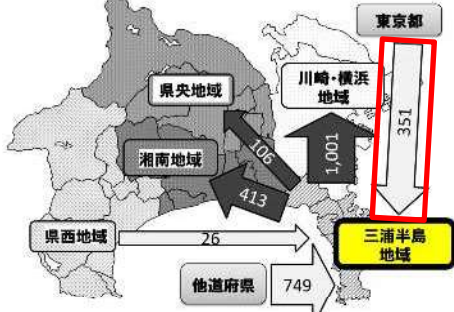 東京都
川崎・横浜
地域
県央地域
351
106
1,001
湘南地域
413
県西地域
26
三浦半島
地域
他道府県
749